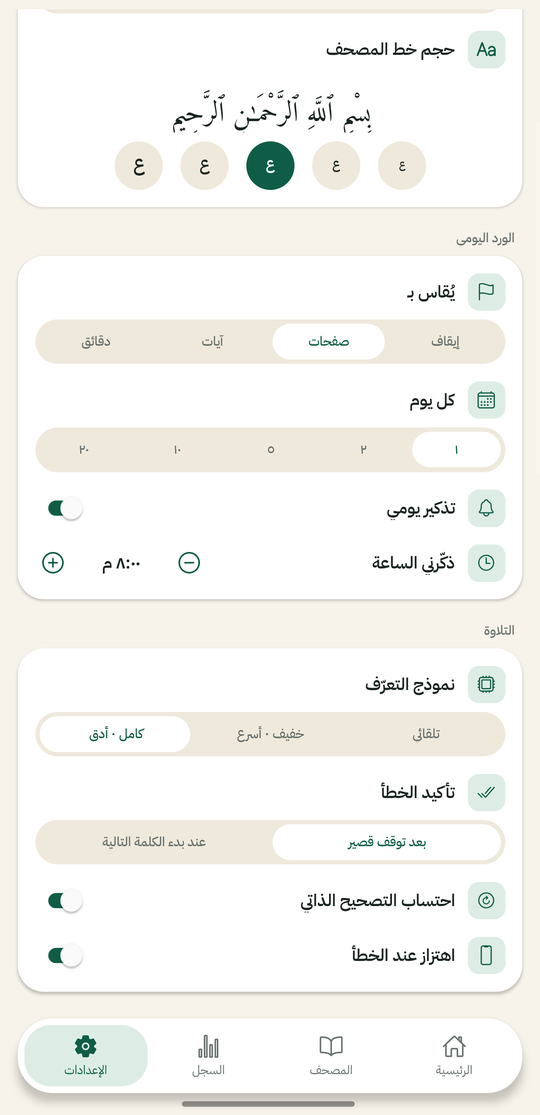 Aa
حجم خط المصحف
بِسْمِ ٱللَّهِ ٱلرَّحْمَـٰنِ ٱلرَّحِيمِ
ع ع ع ع ع
الورد اليومي
يُقاس بـ
إيقاف صفحات آيات دقائق
كل يوم
١ ٢ ٥ ١٠ ٢٠
تذكير يومي
ذكّرني الساعة ٨:٠٠ م
التلاوة
نموذج التعرّف
تلقائي خفيف · أسرع كامل · أدق
تأكيد الخطأ
بعد توقف قصير عند بدء الكلمة التالية
احتساب التصحيح الذاتي
اهتزاز عند الخطأ
الرئيسية المصحف السجل الإعدادات